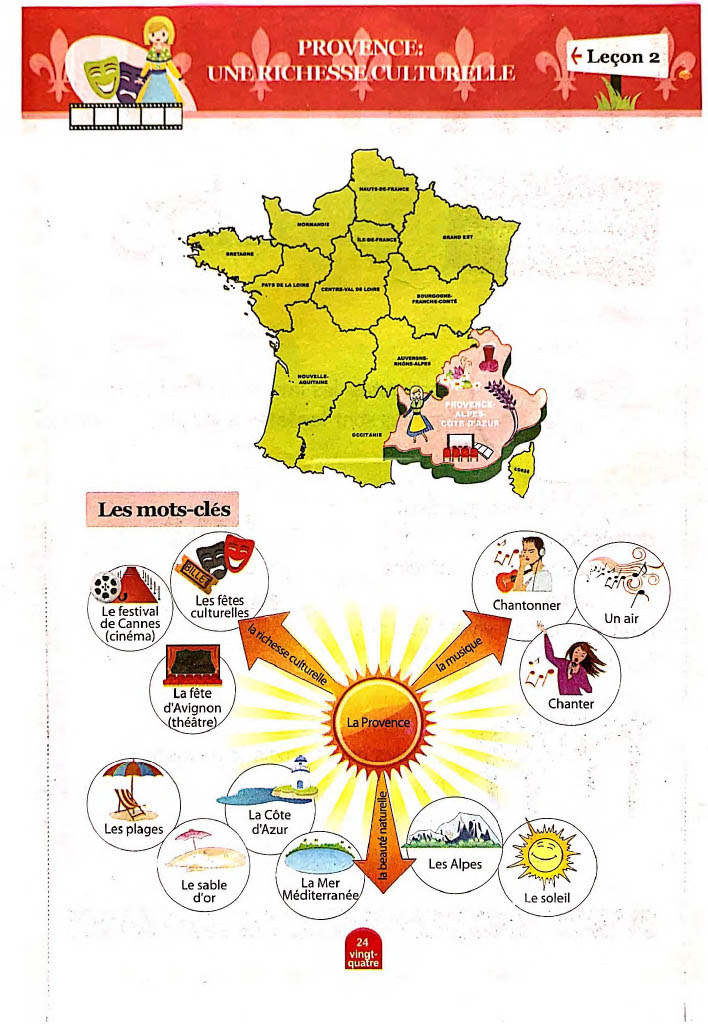 PROVENCE:
UNE RICHESSE CULTURELLE
← Leçon 2
HAUTS-DE-FRANCE
NORMANDIE
ÎLE-DE-FRANCE
GRAND EST
BRETAGNE
PAYS DE LA LOIRE
CENTRE-VAL DE LOIRE
BOURGOGNE-
FRANCHE-COMTÉ
AUVERGNE-
RHÔNE-ALPES
NOUVELLE-
AQUITAINE
PROVENCE-
ALPES-
CÔTE D'AZUR
OCCITANIE
CORSE
Les mots-clés
BILLET
Les fêtes
culturelles
Le festival
de Cannes
(cinéma)
La fête
d'Avignon
(théâtre)
la richesse culturelle
Chantonner
Un air
Chanter
la musique
La Provence
Les plages
La Côte
d'Azur
Le sable
d'or
La Mer
Méditerranée
la beauté naturelle
Les Alpes
Le soleil
24
vingt-
quatre